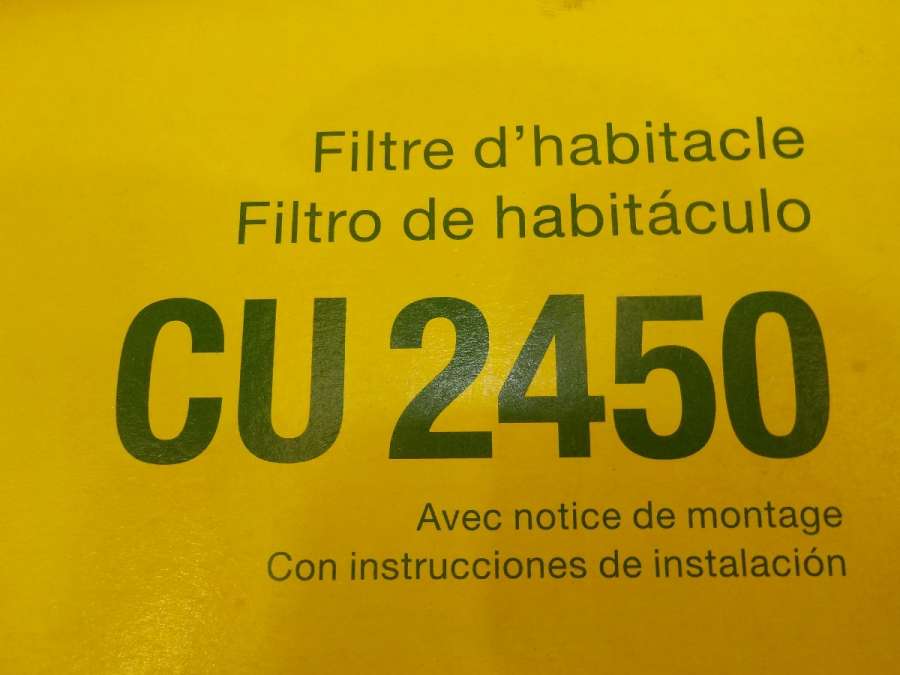 Filtre d’habitacle
Filtro de habitáculo
CU 2450
Avec notice de montage
Con instrucciones de instalación